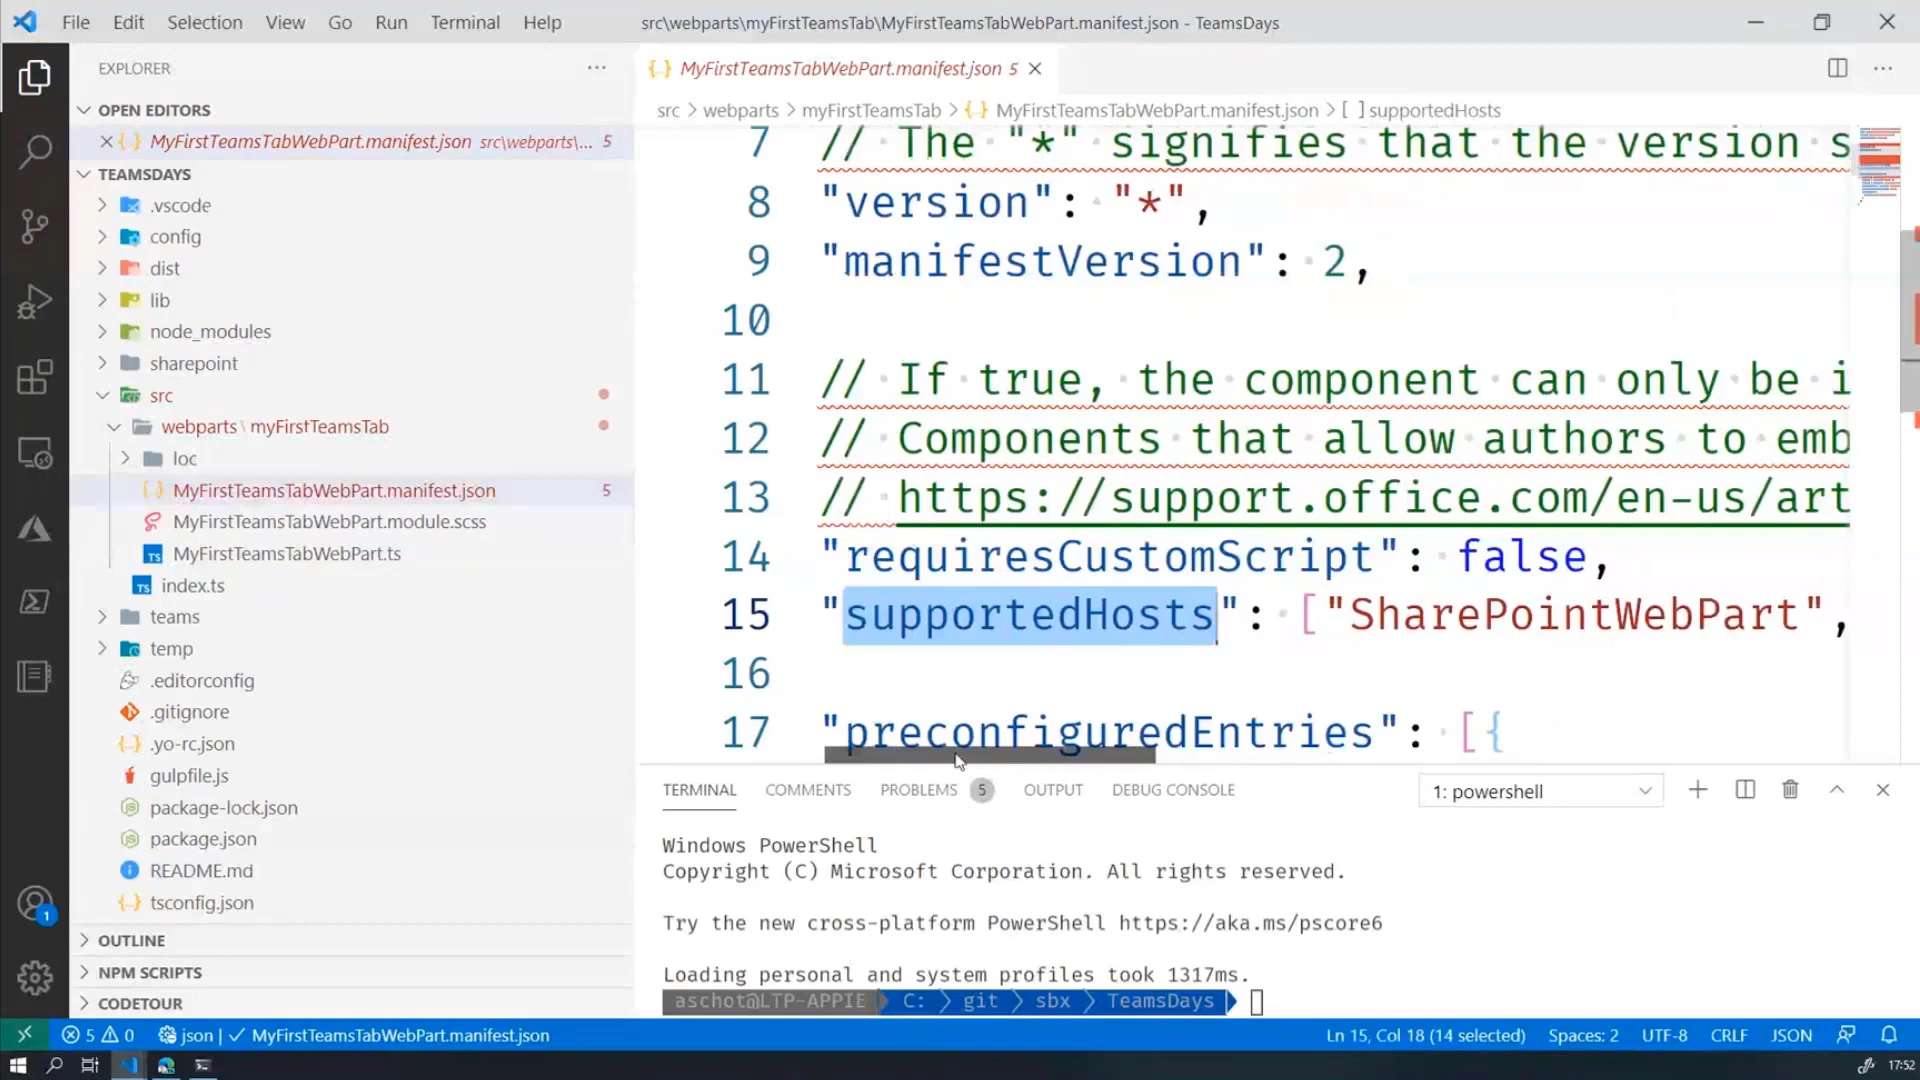 File Edit Selection View Go Run Terminal Help
src\webparts\myFirstTeamsTab\MyFirstTeamsTabWebPart.manifest.json - TeamsDays
EXPLORER
OPEN EDITORS
MyFirstTeamsTabWebPart.manifest.json src\webparts\... 5
TEAMSDAYS
.vscode
config
dist
lib
node_modules
sharepoint
src
webparts \ myFirstTeamsTab
loc
MyFirstTeamsTabWebPart.manifest.json 5
MyFirstTeamsTabWebPart.module.scss
MyFirstTeamsTabWebPart.ts
index.ts
teams
temp
.editorconfig
.gitignore
.yo-rc.json
gulpfile.js
package-lock.json
package.json
README.md
tsconfig.json
OUTLINE
NPM SCRIPTS
CODETOUR
1
MyFirstTeamsTabWebPart.manifest.json 5
src > webparts > myFirstTeamsTab > {} MyFirstTeamsTabWebPart.manifest.json > [ ] supportedHosts
7 // The "*" signifies that the version s
8 "version": "*",
9 "manifestVersion": 2,
10
11 // If true, the component can only be i
12 // Components that allow authors to emb
13 // https://support.office.com/en-us/art
14 "requiresCustomScript": false,
15 "supportedHosts": ["SharePointWebPart",
16
17 "preconfiguredEntries": [{
TERMINAL COMMENTS PROBLEMS 5 OUTPUT DEBUG CONSOLE
1: powershell
Windows PowerShell
Copyright (C) Microsoft Corporation. All rights reserved.
Try the new cross-platform PowerShell https://aka.ms/pscore6
Loading personal and system profiles took 1317ms.
aschot@LTP-APPIE C: git sbx TeamsDays
5 0 json | ✓ MyFirstTeamsTabWebPart.manifest.json
Ln 15, Col 18 (14 selected) Spaces: 2 UTF-8 CRLF JSON
17:52